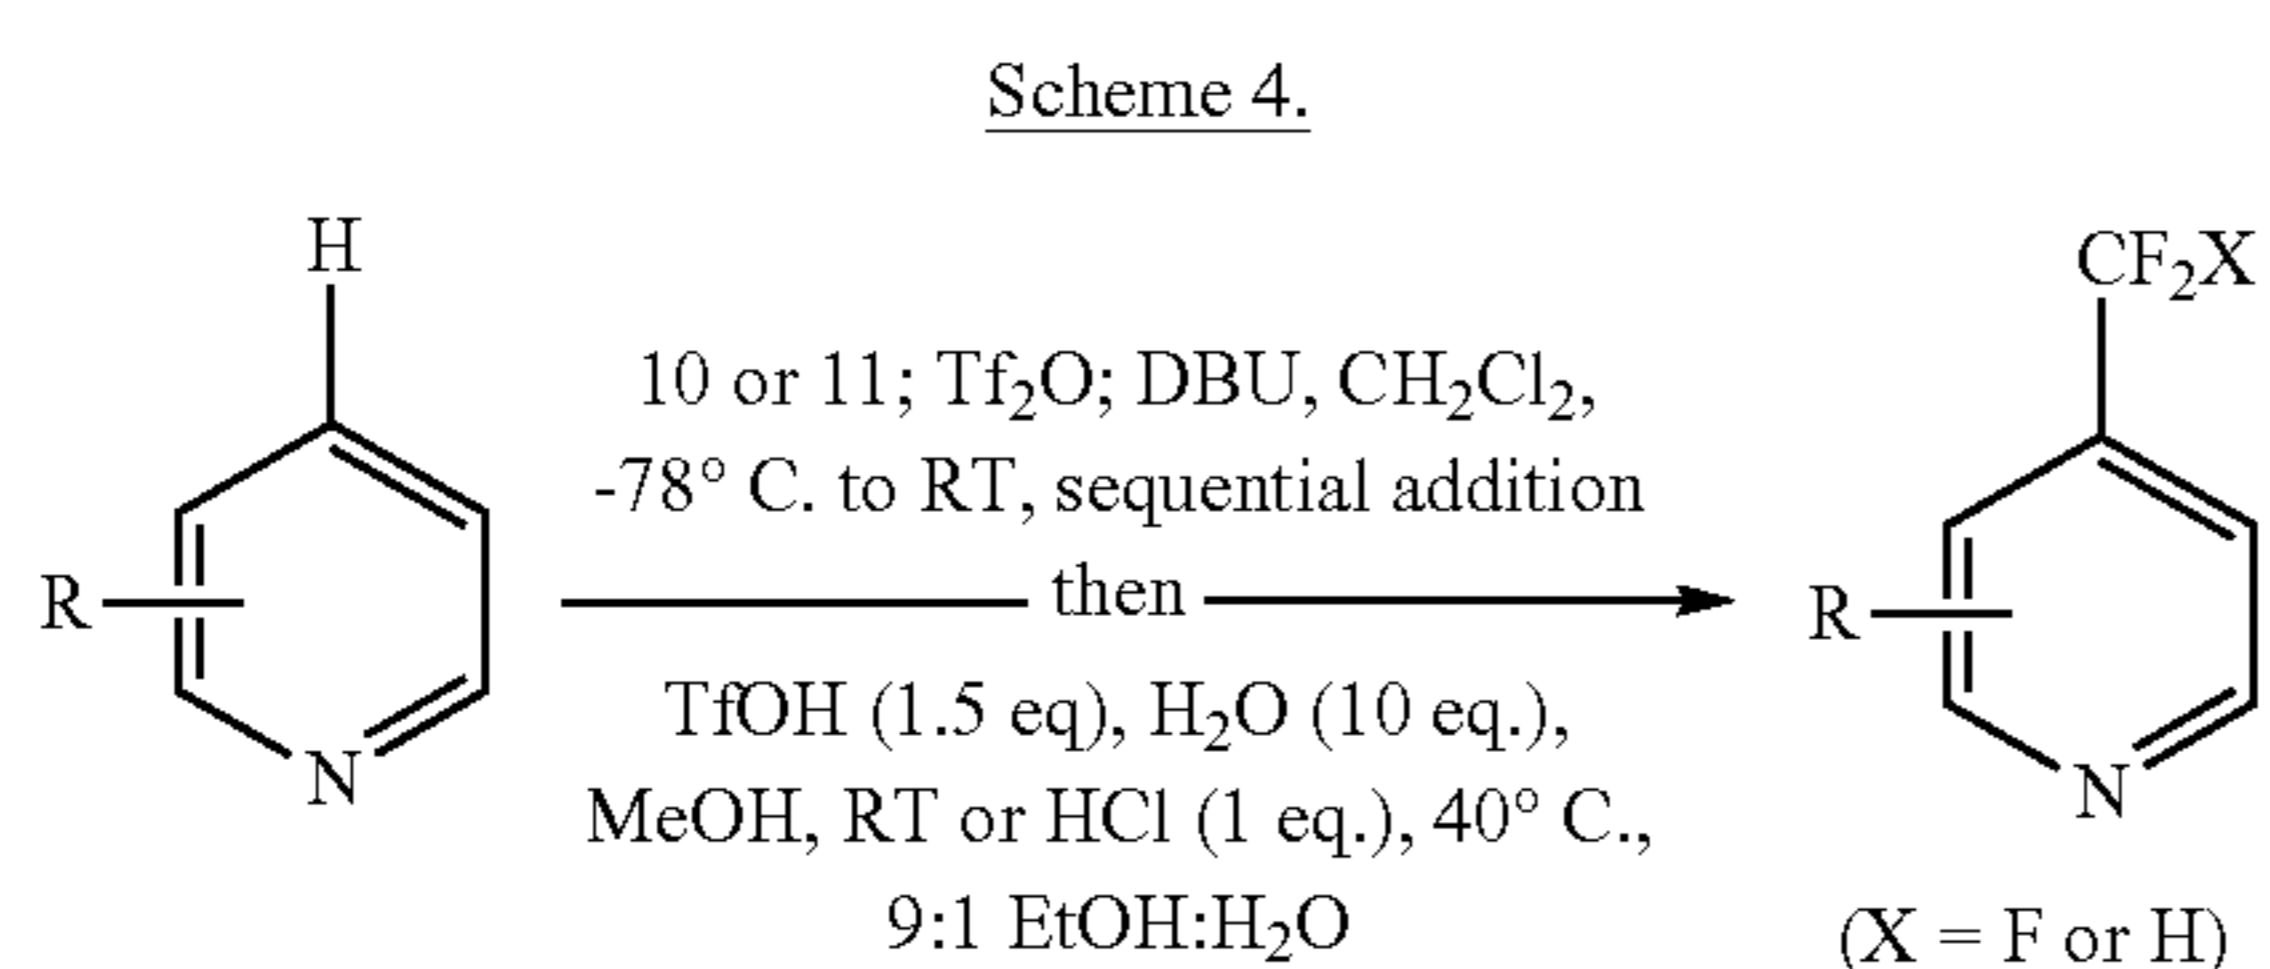 Scheme 4.
H
CF₂X
10 or 11; Tf₂O; DBU, CH₂Cl₂,
-78° C. to RT, sequential addition
R
then
R
TfOH (1.5 eq), H₂O (10 eq.),
N
N
MeOH, RT or HCl (1 eq.), 40° C.,
9:1 EtOH:H₂O
(X = F or H)